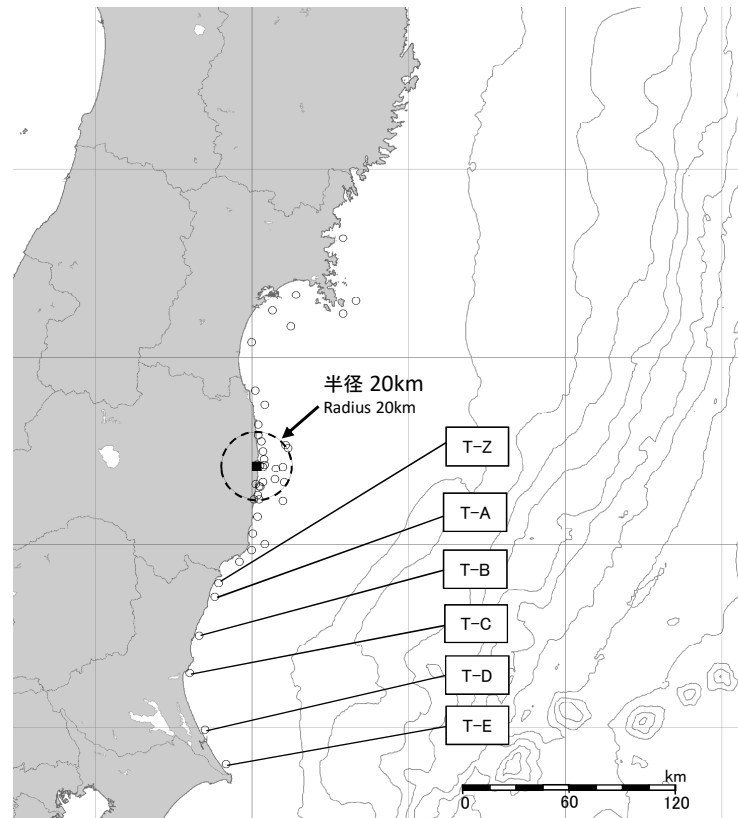 半径 20km
Radius 20km
T-Z
T-A
T-B
T-C
T-D
T-E
km
0 60 120